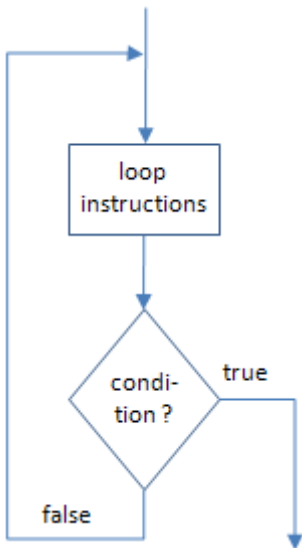 loop
instructions
condi-
tion ?
true
false